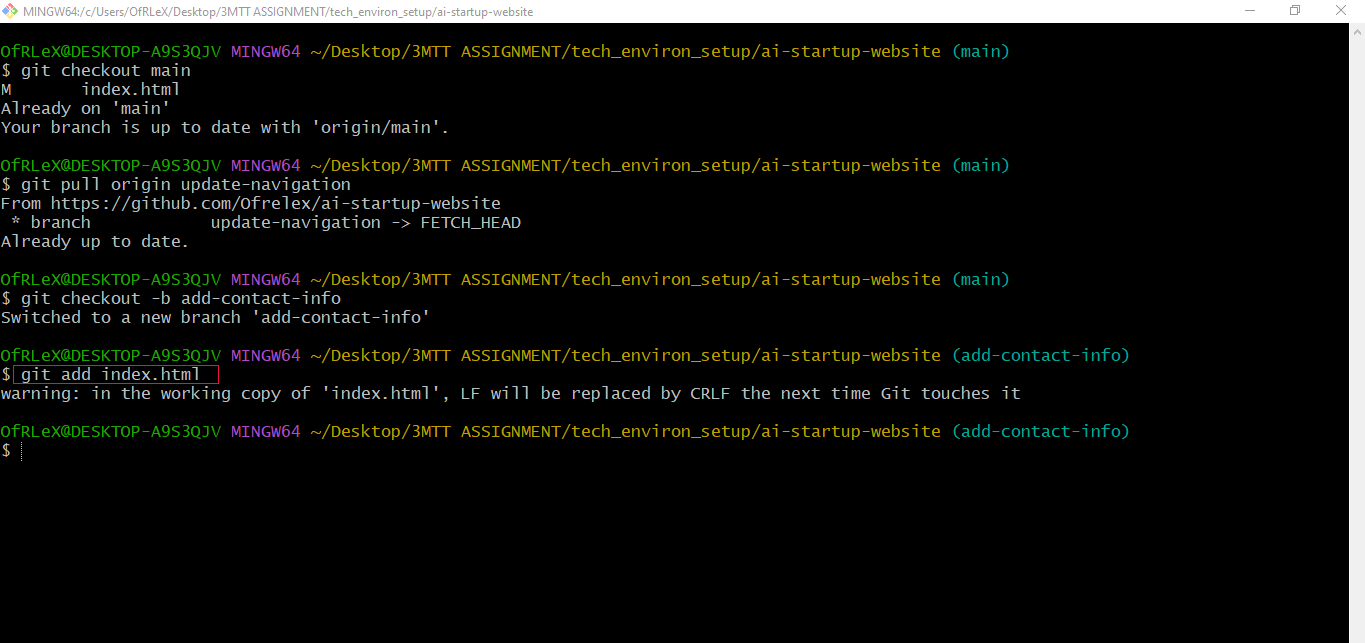 MINGW64:/c/Users/OfRLeX/Desktop/3MTT ASSIGNMENT/tech_environ_setup/ai-startup-website
OfRLeX@DESKTOP-A9S3QJV MINGW64 ~/Desktop/3MTT ASSIGNMENT/tech_environ_setup/ai-startup-website (main)
$ git checkout main
M       index.html
Already on 'main'
Your branch is up to date with 'origin/main'.
OfRLeX@DESKTOP-A9S3QJV MINGW64 ~/Desktop/3MTT ASSIGNMENT/tech_environ_setup/ai-startup-website (main)
$ git pull origin update-navigation
From https://github.com/Ofrelex/ai-startup-website
 * branch            update-navigation -> FETCH_HEAD
Already up to date.
OfRLeX@DESKTOP-A9S3QJV MINGW64 ~/Desktop/3MTT ASSIGNMENT/tech_environ_setup/ai-startup-website (main)
$ git checkout -b add-contact-info
Switched to a new branch 'add-contact-info'
OfRLeX@DESKTOP-A9S3QJV MINGW64 ~/Desktop/3MTT ASSIGNMENT/tech_environ_setup/ai-startup-website (add-contact-info)
$ git add index.html
warning: in the working copy of 'index.html', LF will be replaced by CRLF the next time Git touches it
OfRLeX@DESKTOP-A9S3QJV MINGW64 ~/Desktop/3MTT ASSIGNMENT/tech_environ_setup/ai-startup-website (add-contact-info)
$